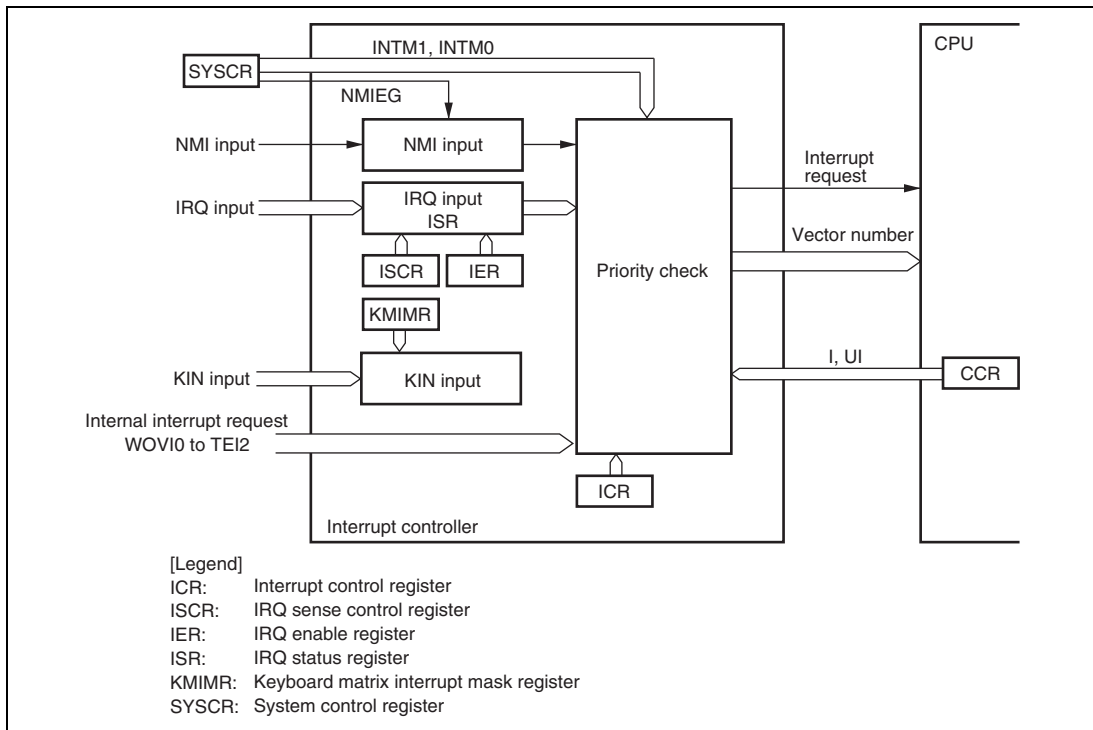 INTM1, INTM0
CPU
SYSCR
NMIEG
NMI input
NMI input
Interrupt
request
IRQ input
IRQ input
ISR
Vector number
ISCR
IER
Priority check
KMIMR
I, UI
KIN input
KIN input
CCR
Internal interrupt request
WOVI0 to TEI2
ICR
Interrupt controller
[Legend]
ICR: Interrupt control register
ISCR: IRQ sense control register
IER: IRQ enable register
ISR: IRQ status register
KMIMR: Keyboard matrix interrupt mask register
SYSCR: System control register